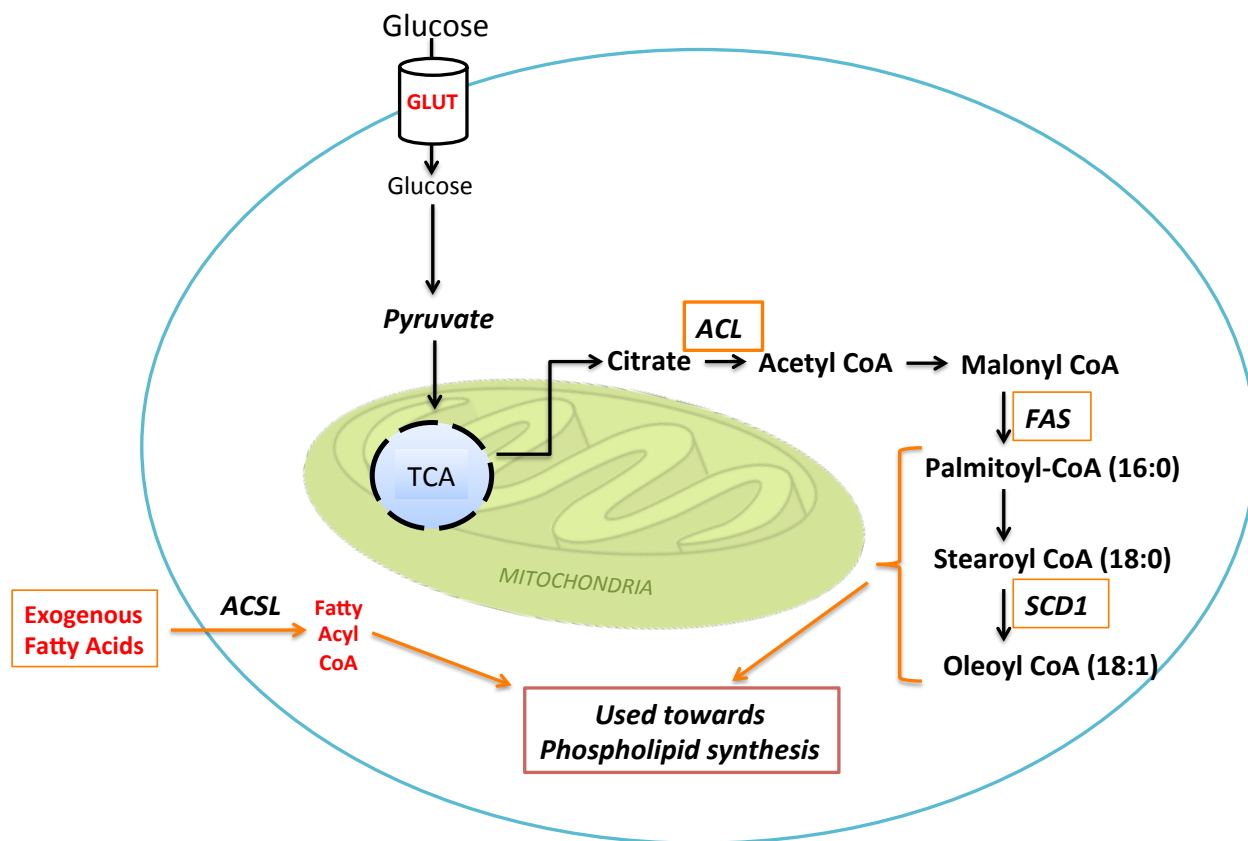 Glucose
GLUT
Glucose
Pyruvate
ACL
Citrate
Acetyl CoA
Malonyl CoA
FAS
Palmitoyl-CoA (16:0)
TCA
Stearoyl CoA (18:0)
MITOCHONDRIA
SCD1
Oleoyl CoA (18:1)
Exogenous
Fatty Acids
ACSL
Fatty
Acyl
CoA
Used towards
Phospholipid synthesis